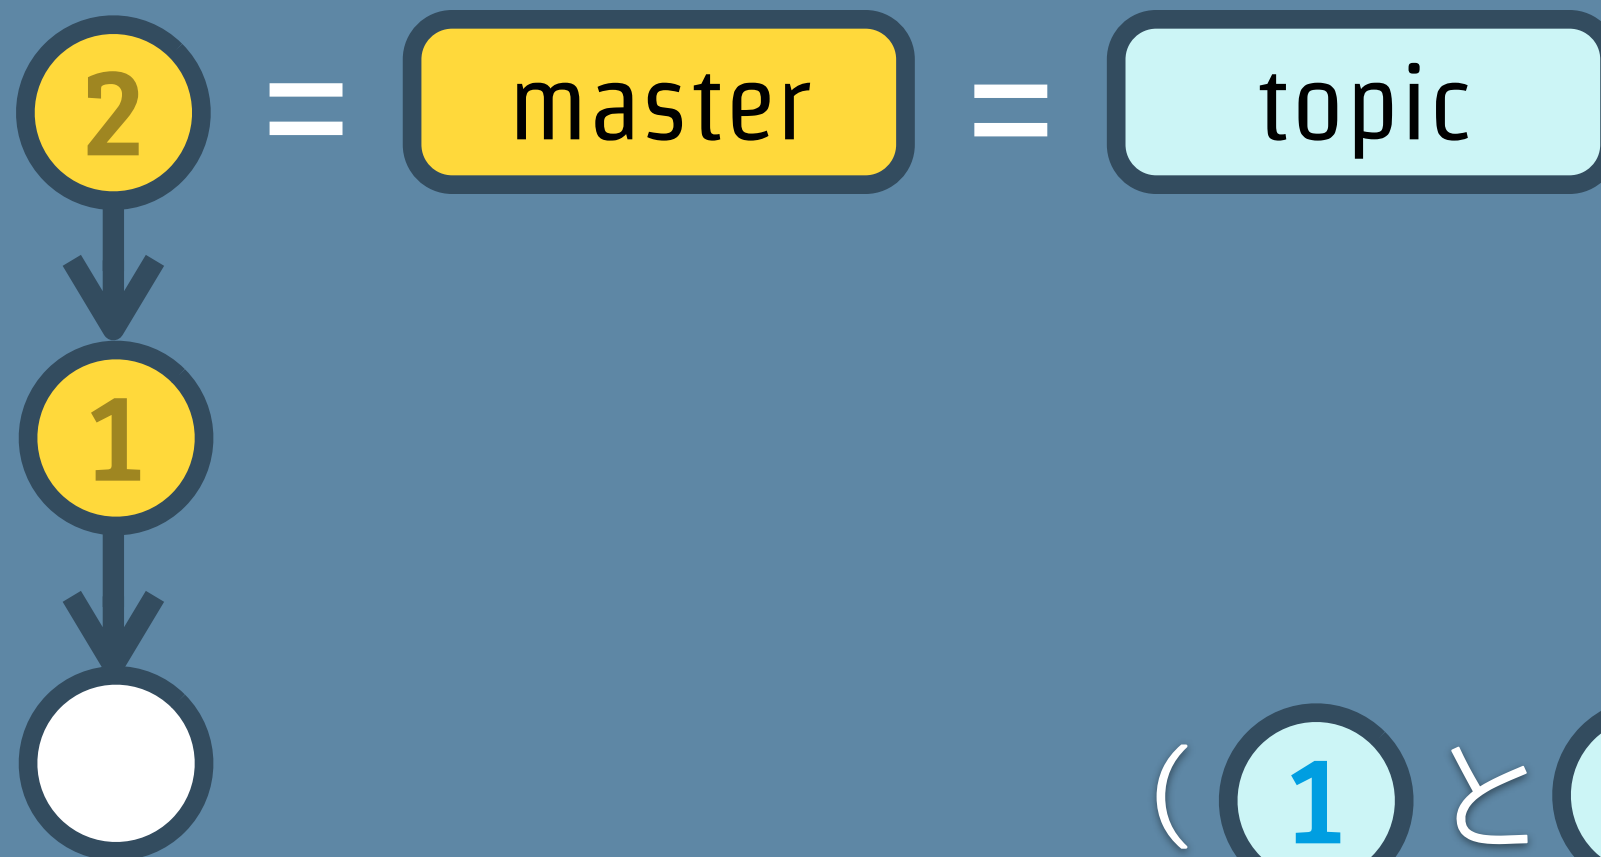 2 = master = topic
1
( 1 と